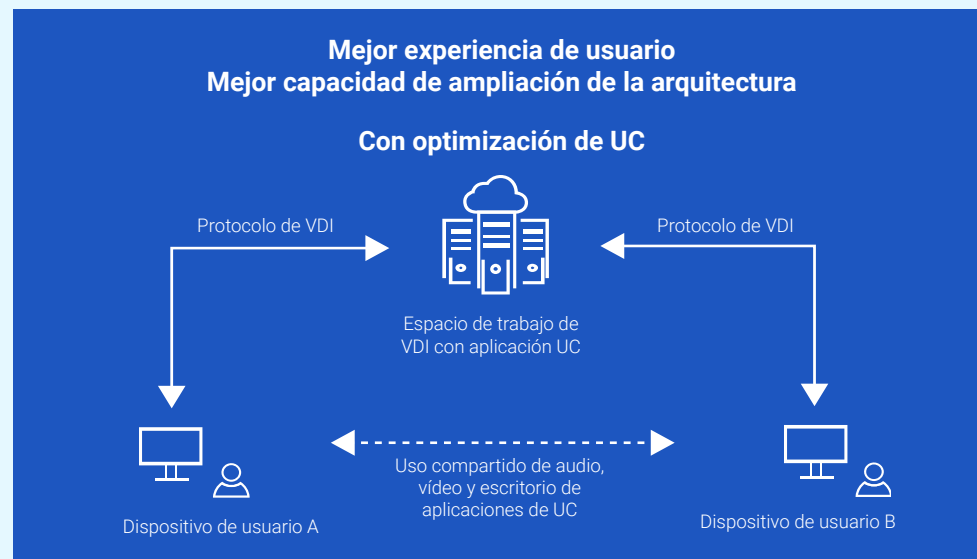 Mejor experiencia de usuario
Mejor capacidad de ampliación de la arquitectura
Con optimización de UC
Protocolo de VDI
Protocolo de VDI
Espacio de trabajo de
VDI con aplicación UC
Uso compartido de audio,
vídeo y escritorio de
aplicaciones de UC
Dispositivo de usuario A
Dispositivo de usuario B